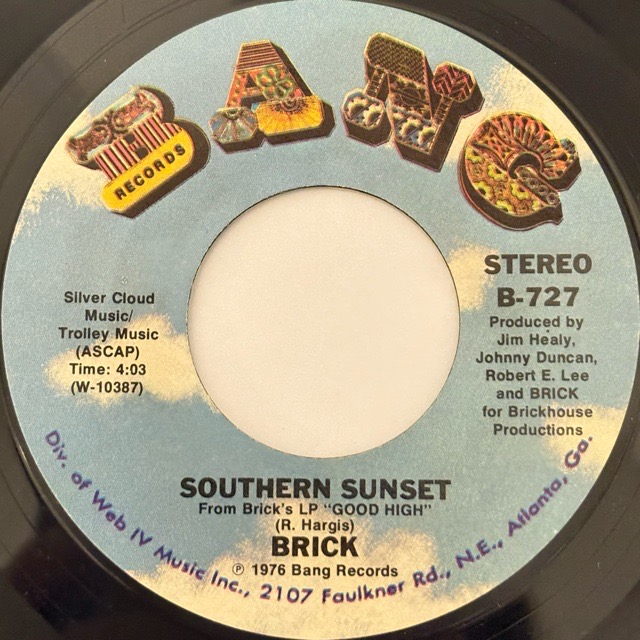 BANG
RECORDS
STEREO
B-727
Produced by
Jim Healy,
Johnny Duncan,
Robert E. Lee
and BRICK
for Brickhouse
Productions
Silver Cloud
Music/
Trolley Music
(ASCAP)
Time: 4:03
(W-10387)
SOUTHERN SUNSET
From Brick's LP "GOOD HIGH"
(R. Hargis)
BRICK
℗ 1976 Bang Records
Div. of Web IV Music Inc., 2107 Faulkner Rd., N.E., Atlanta, Ga.